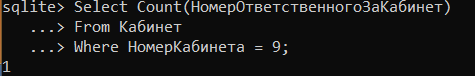 sqlite> Select Count(НомерОтветственногоЗаКабинет)
...> From Кабинет
...> Where НомерКабинета = 9;
1